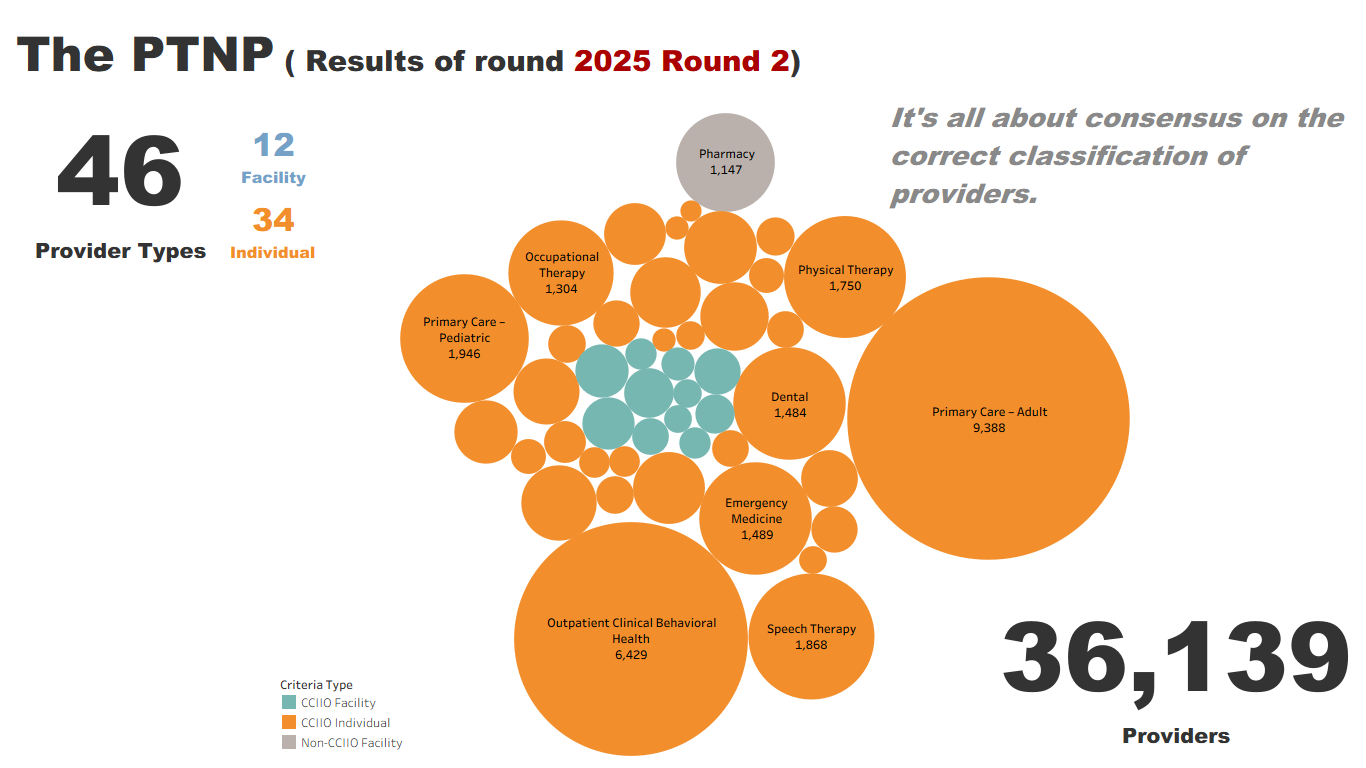 The PTNP ( Results of round 2025 Round 2)
46
Provider Types
12
Facility
34
Individual
It's all about consensus on the
correct classification of
providers.
Pharmacy
1,147
Occupational
Therapy
1,304
Physical Therapy
1,750
Primary Care –
Pediatric
1,946
Dental
1,484
Primary Care – Adult
9,388
Emergency
Medicine
1,489
Outpatient Clinical Behavioral
Health
6,429
Speech Therapy
1,868
36,139
Providers
Criteria Type
CCIIO Facility
CCIIO Individual
Non-CCIIO Facility